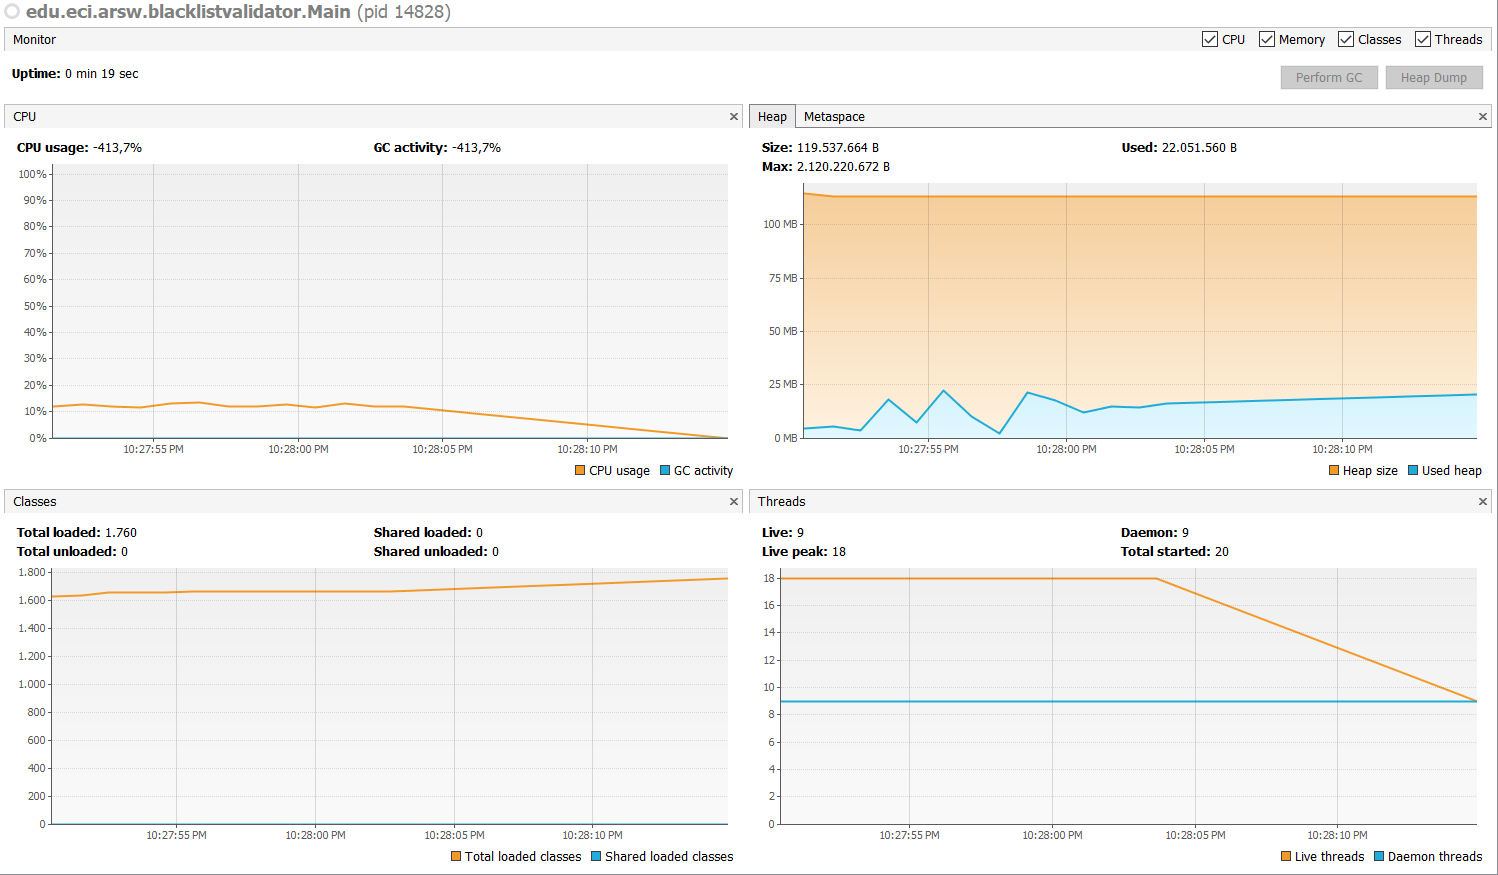 edu.eci.arsw.blacklistvalidator.Main (pid 14828)
Monitor
CPU Memory Classes Threads
Uptime: 0 min 19 sec
Perform GC Heap Dump
CPU
CPU usage: -413,7% GC activity: -413,7%
100%
90%
80%
70%
60%
50%
40%
30%
20%
10%
0%
10:27:55 PM 10:28:00 PM 10:28:05 PM 10:28:10 PM
CPU usage GC activity
Heap Metaspace
Size: 119.537.664 B Used: 22.051.560 B
Max: 2.120.220.672 B
100 MB
75 MB
50 MB
25 MB
0 MB
10:27:55 PM 10:28:00 PM 10:28:05 PM 10:28:10 PM
Heap size Used heap
Classes
Total loaded: 1.760 Shared loaded: 0
Total unloaded: 0 Shared unloaded: 0
1.800
1.600
1.400
1.200
1.000
800
600
400
200
0
10:27:55 PM 10:28:00 PM 10:28:05 PM 10:28:10 PM
Total loaded classes Shared loaded classes
Threads
Live: 9 Daemon: 9
Live peak: 18 Total started: 20
18
16
14
12
10
8
6
4
2
0
10:27:55 PM 10:28:00 PM 10:28:05 PM 10:28:10 PM
Live threads Daemon threads